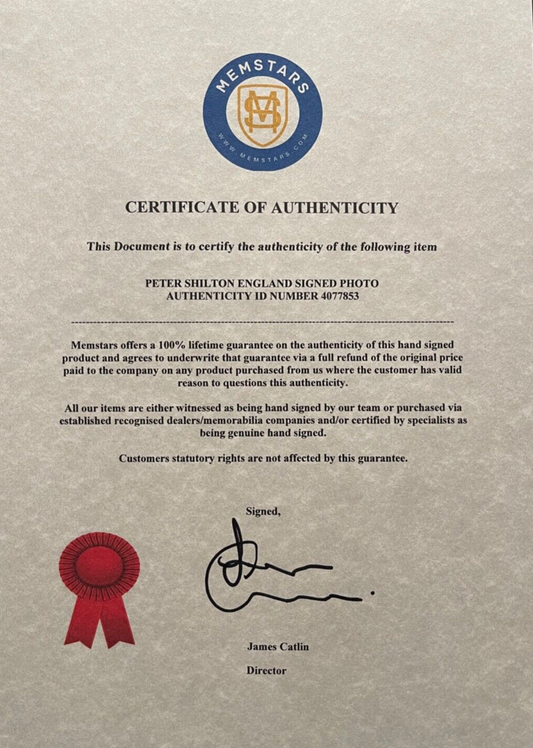 MEMSTARS
MS
WWW.MEMSTARS.COM
CERTIFICATE OF AUTHENTICITY
This Document is to certify the authenticity of the following item
PETER SHILTON ENGLAND SIGNED PHOTO
AUTHENTICITY ID NUMBER 4077853
Memstars offers a 100% lifetime guarantee on the authenticity of this hand signed
product and agrees to underwrite that guarantee via a full refund of the original price
paid to the company on any product purchased from us where the customer has valid
reason to questions this authenticity.
All our items are either witnessed as being hand signed by our team or purchased via
established recognised dealers/memorabilia companies and/or certified by specialists as
being genuine hand signed.
Customers statutory rights are not affected by this guarantee.
Signed,
James Catlin
Director